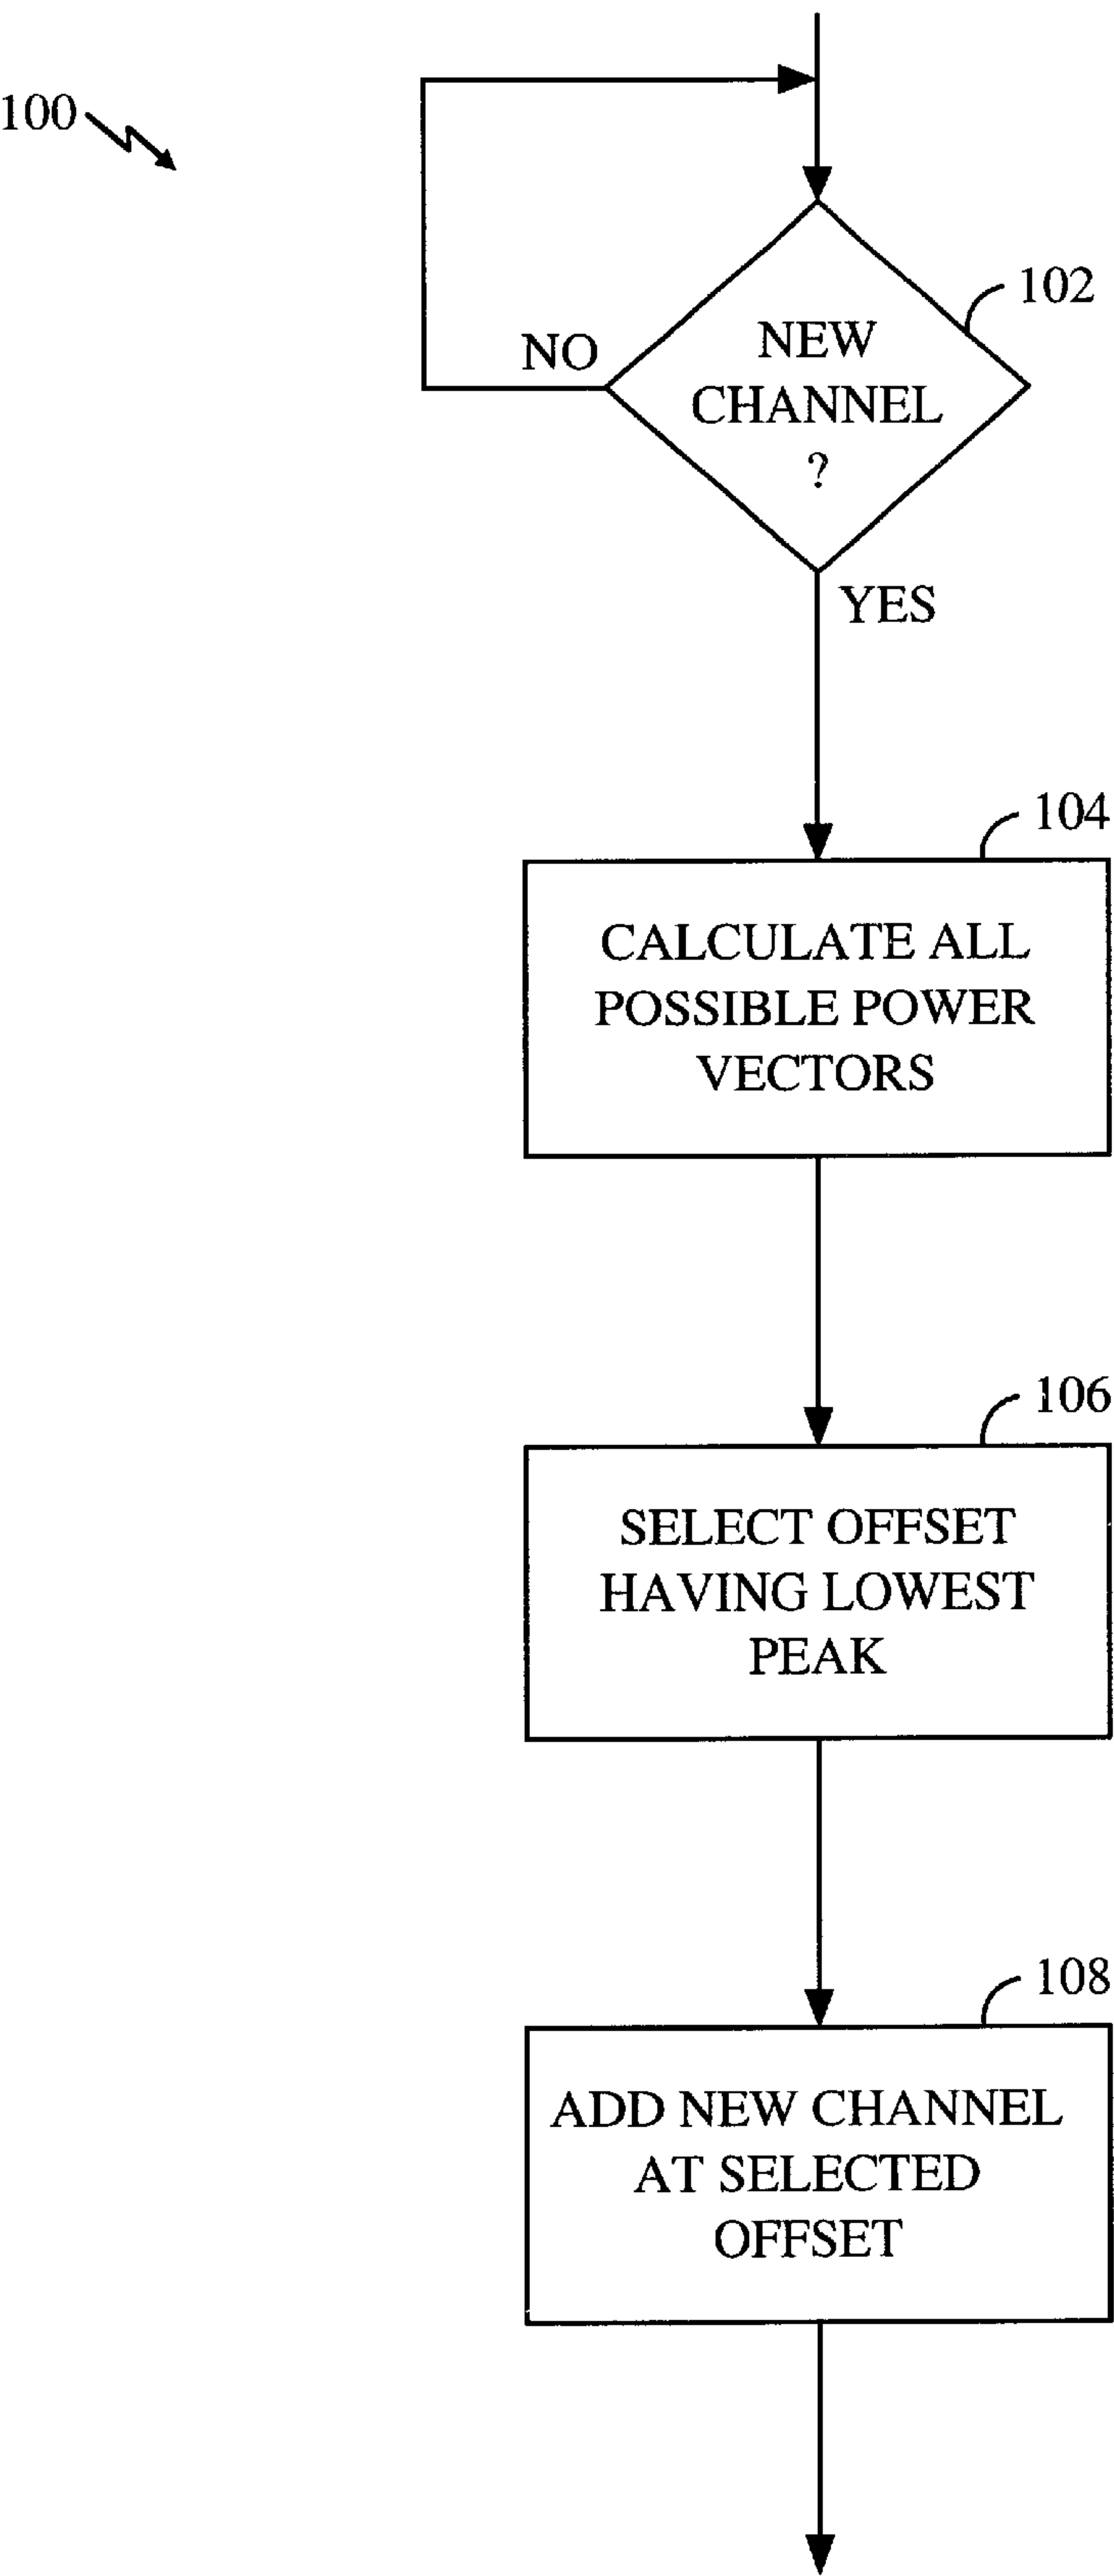 100
102
NEW
CHANNEL
?
NO
YES
104
CALCULATE ALL
POSSIBLE POWER
VECTORS
106
SELECT OFFSET
HAVING LOWEST
PEAK
108
ADD NEW CHANNEL
AT SELECTED
OFFSET